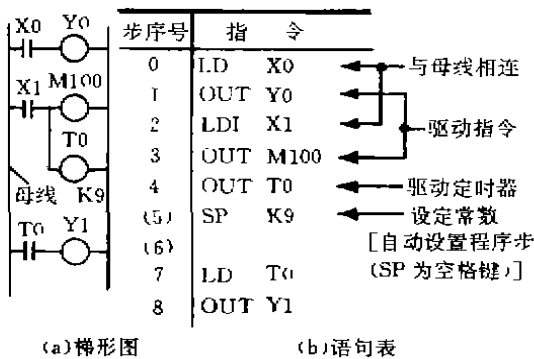 X0 Y0
X1 M100
T0
母线 K9
T0 Y1
(a)梯形图
步序号 指 令
0 LD X0 与母线相连
1 OUT Y0
2 LDI X1 驱动指令
3 OUT M100
4 OUT T0 驱动定时器
(5) SP K9 设定常数
(6) [自动设置程序步
7 LD T0 (SP为空格键)]
8 OUT Y1
(b)语句表